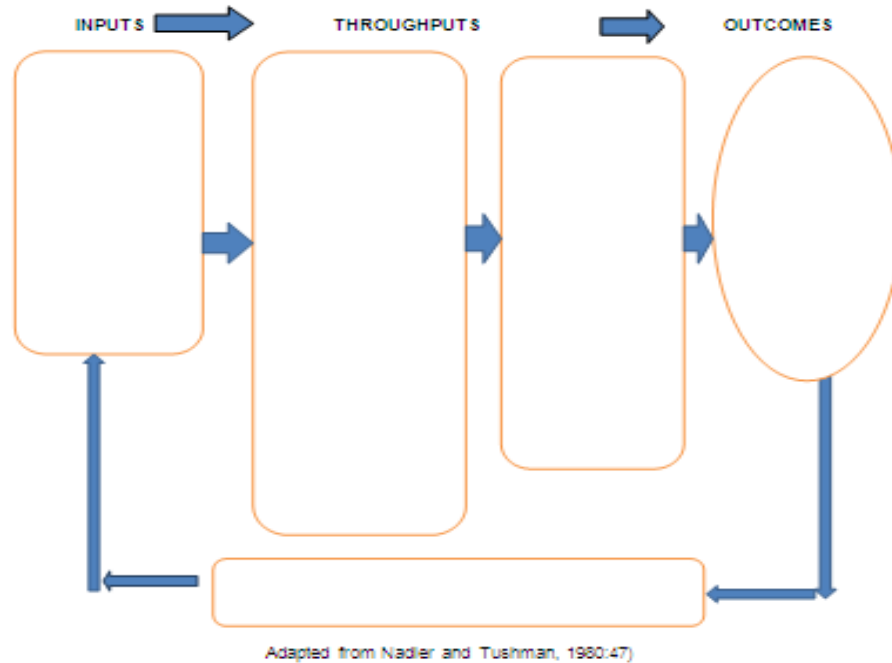 INPUTS THROUGHPUTS OUTCOMES
Adapted from Nadler and Tushman, 1980:47)